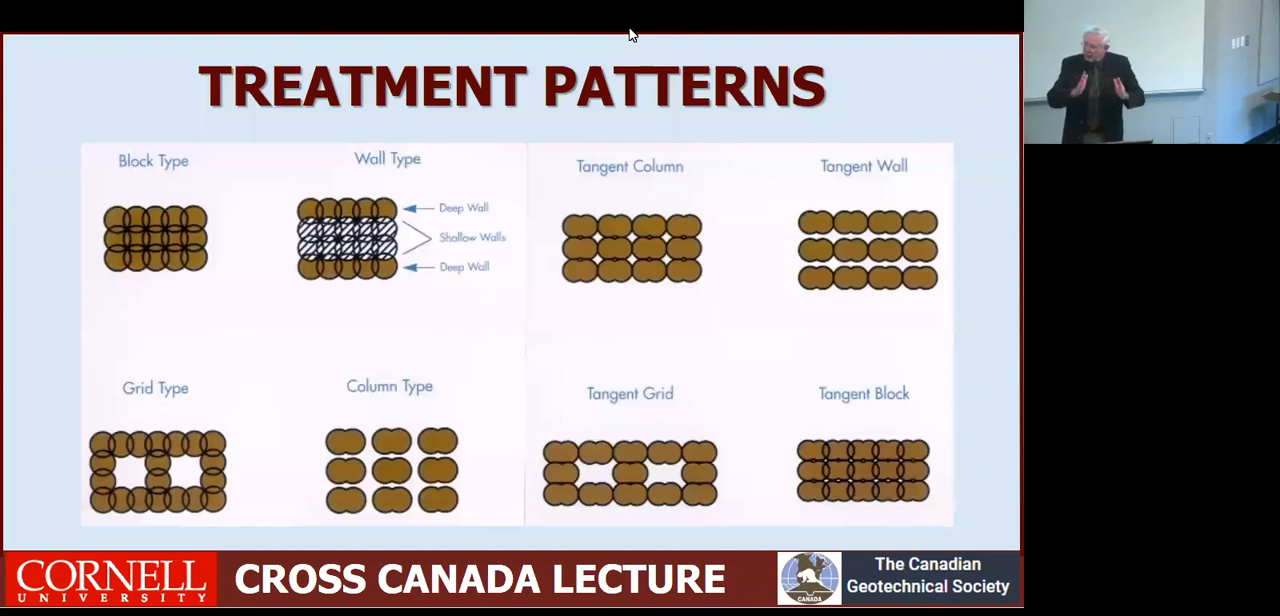 TREATMENT PATTERNS
Block Type
Wall Type
Deep Wall
Shallow Walls
Deep Wall
Tangent Column
Tangent Wall
Grid Type
Column Type
Tangent Grid
Tangent Block
CORNELL
UNIVERSITY
CROSS CANADA LECTURE
CANADA
The Canadian
Geotechnical Society